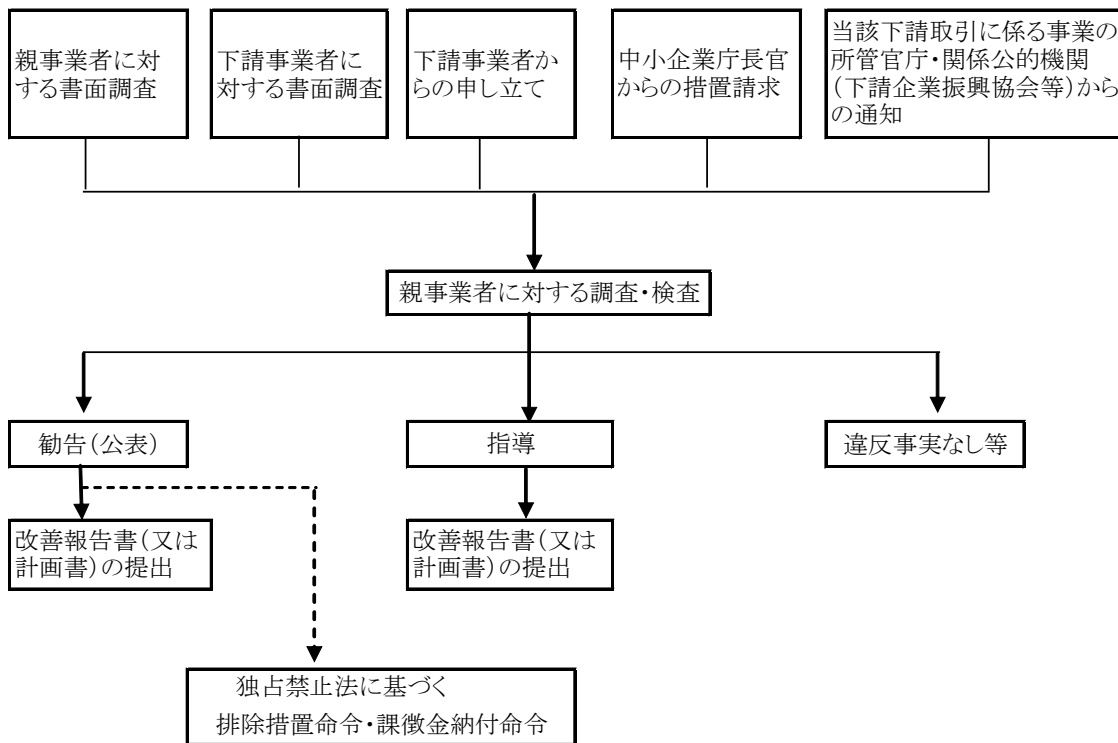 親事業者に対
する書面調査
下請事業者に
対する書面調査
下請事業者か
らの申し立て
中小企業庁長官
からの措置請求
当該下請取引に係る事業の
所管官庁・関係公的機関
(下請企業振興協会等)から
の通知
親事業者に対する調査・検査
勧告(公表)
指導
違反事実なし等
改善報告書(又は
計画書)の提出
改善報告書(又は
計画書)の提出
独占禁止法に基づく
排除措置命令・課徴金納付命令